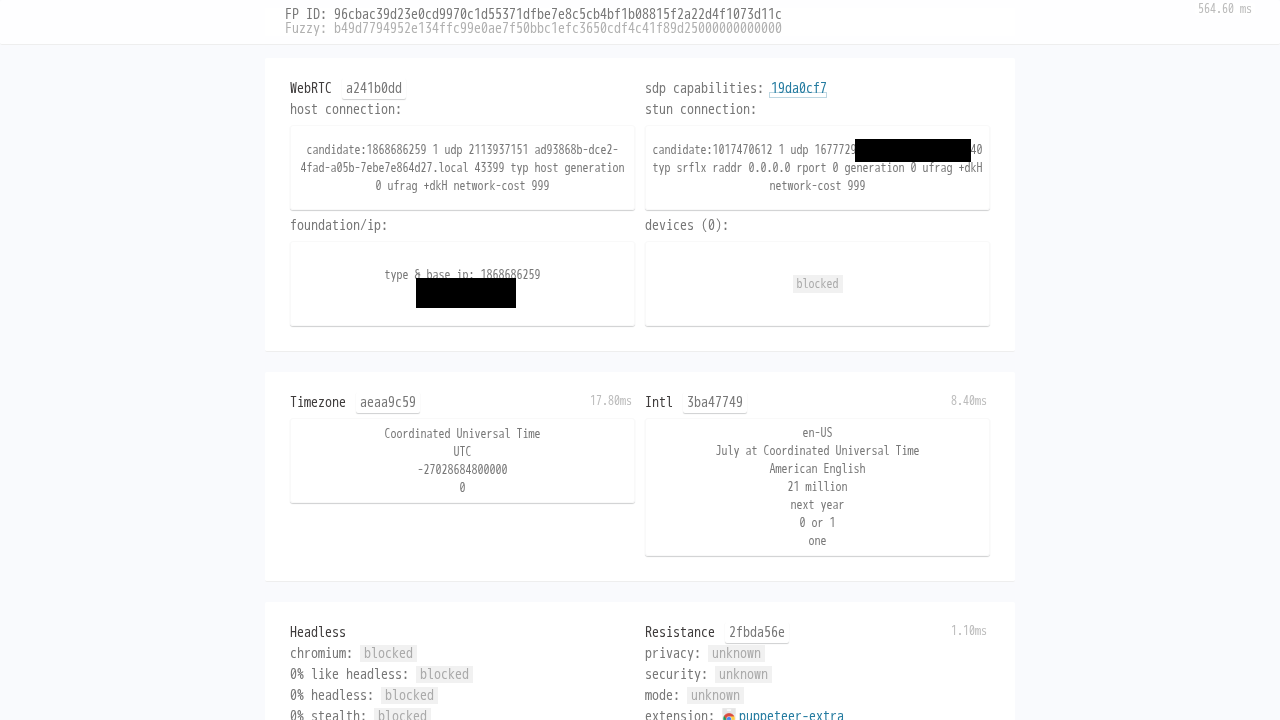 FP ID: 96cbac39d23e0cd9970c1d55371dfbe7e8c5cb4bf1b08815f2a22d4f1073d11c
564.60 ms
Fuzzy: b49d7794952e134ffc99e0ae7f50bbc1efc3650cdf4c41f89d25000000000000
WebRTC a241b0dd
host connection:
candidate:1868686259 1 udp 2113937151 ad93868b-dce2-
4fad-a05b-7ebe7e864d27.local 43399 typ host generation
0 ufrag +dkH network-cost 999
sdp capabilities: 19da0cf7
stun connection:
candidate:1017470612 1 udp 1677729 40
typ srflx raddr 0.0.0.0 rport 0 generation 0 ufrag +dkH
network-cost 999
foundation/ip:
type & base ip: 1868686259
devices (0):
blocked
Timezone aeaa9c59 17.80ms
Coordinated Universal Time
UTC
-27028684800000
0
Intl 3ba47749 8.40ms
en-US
July at Coordinated Universal Time
American English
21 million
next year
0 or 1
one
Headless
chromium: blocked
0% like headless: blocked
0% headless: blocked
0% stealth: blocked
Resistance 2fbda56e 1.10ms
privacy: unknown
security: unknown
mode: unknown
extension: puppeteer-extra